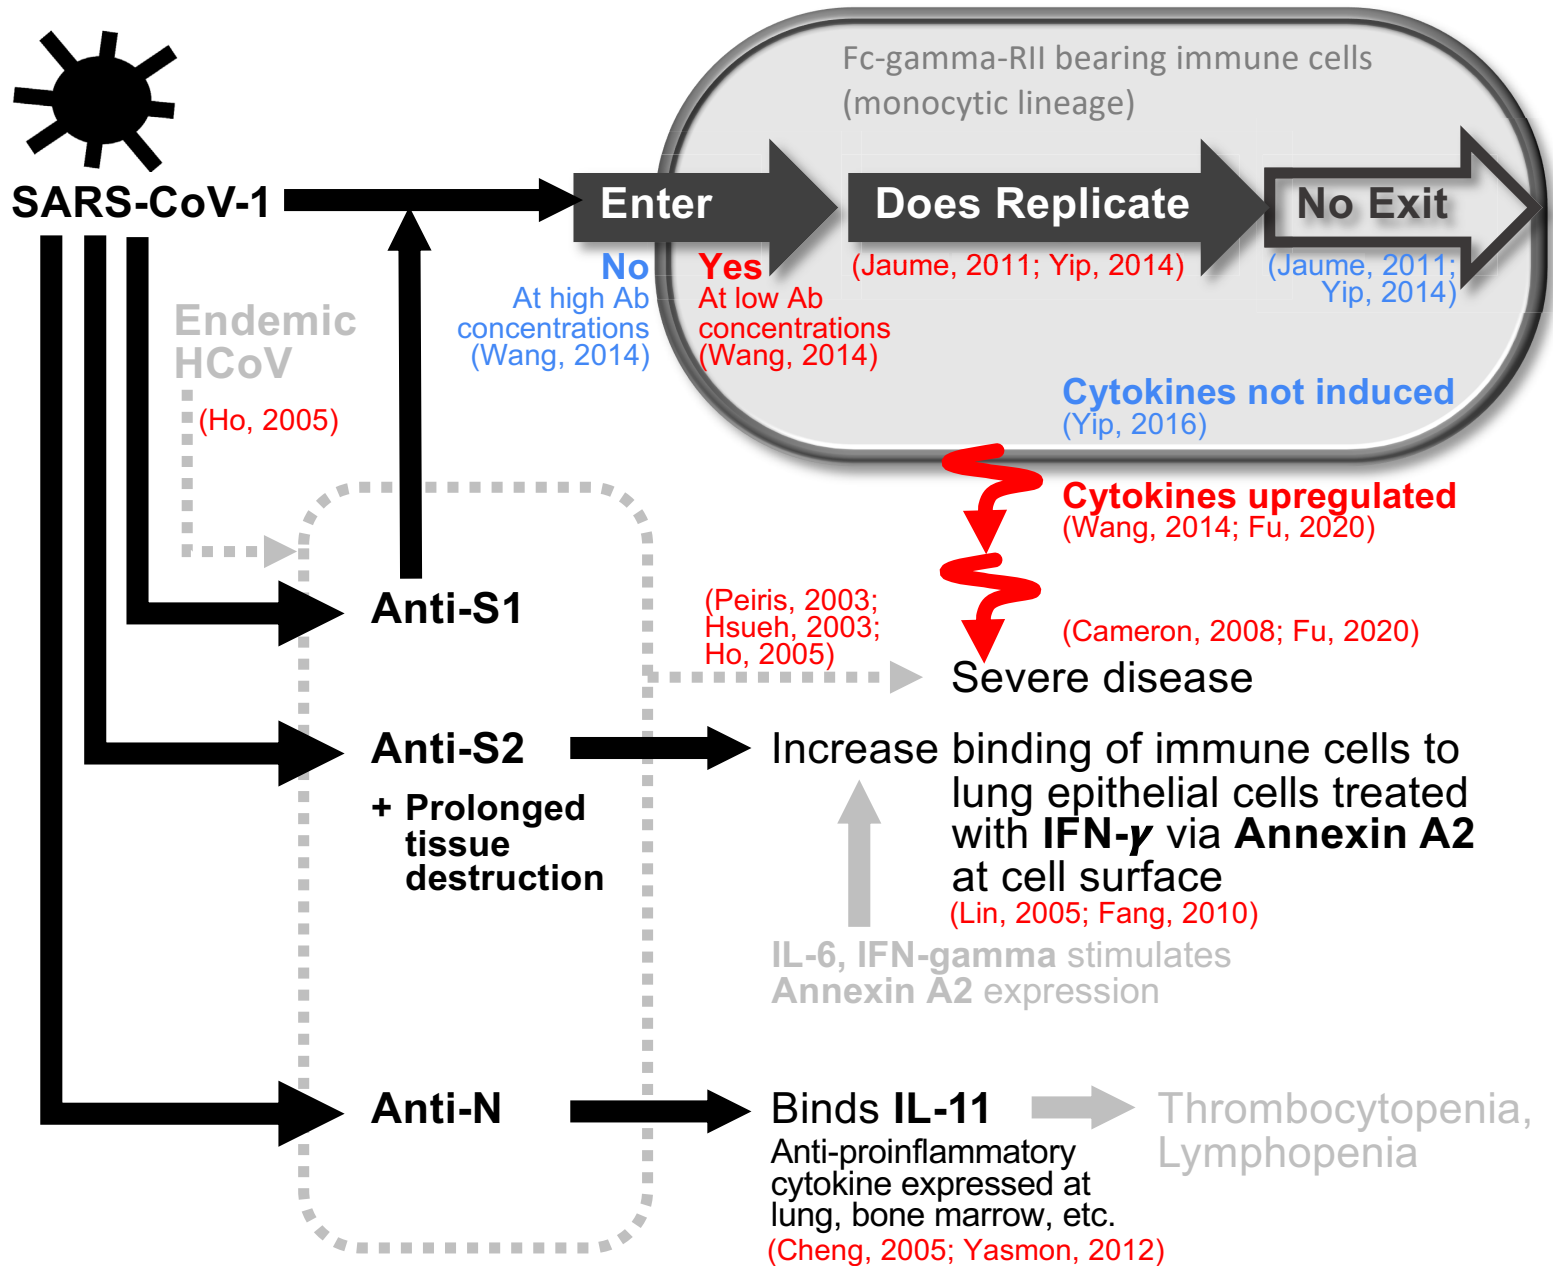 Fc-gamma-RII bearing immune cells
(monocytic lineage)
SARS-CoV-1
Enter
Does Replicate
No Exit
No
At high Ab
concentrations
(Wang, 2014)
Yes
At low Ab
concentrations
(Wang, 2014)
(Jaume, 2011; Yip, 2014)
(Jaume, 2011;
Yip, 2014)
Endemic
HCoV
(Ho, 2005)
Cytokines not induced
(Yip, 2016)
Cytokines upregulated
(Wang, 2014; Fu, 2020)
Anti-S1
(Peiris, 2003;
Hsueh, 2003;
Ho, 2005)
(Cameron, 2008; Fu, 2020)
Severe disease
Anti-S2
+ Prolonged
tissue
destruction
Increase binding of immune cells to
lung epithelial cells treated
with IFN-γ via Annexin A2
at cell surface
(Lin, 2005; Fang, 2010)
IL-6, IFN-gamma stimulates
Annexin A2 expression
Anti-N
Binds IL-11
Anti-proinflammatory
cytokine expressed at
lung, bone marrow, etc.
(Cheng, 2005; Yasmon, 2012)
Thrombocytopenia,
Lymphopenia